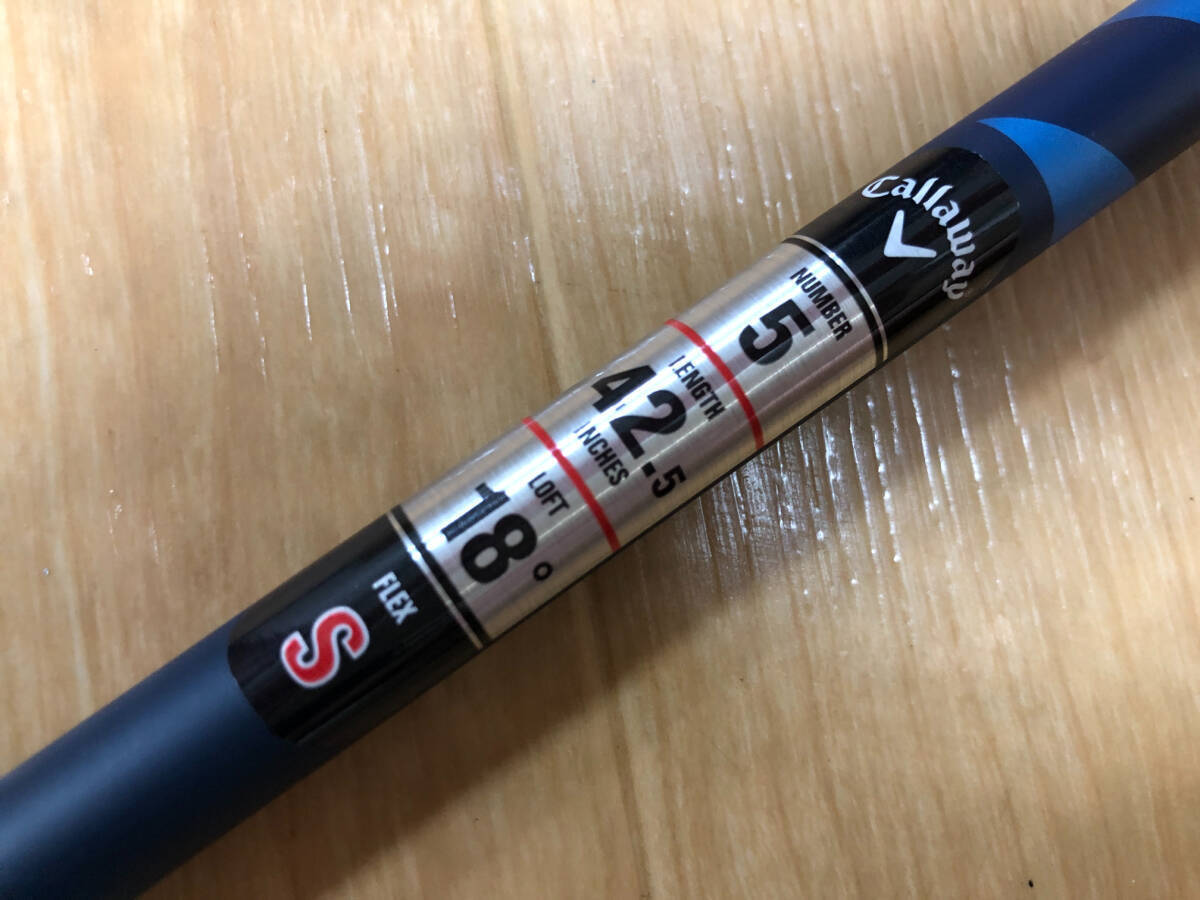 Callaway
NUMBER
5
LENGTH
42.5
INCHES
LOFT
18°
FLEX
S